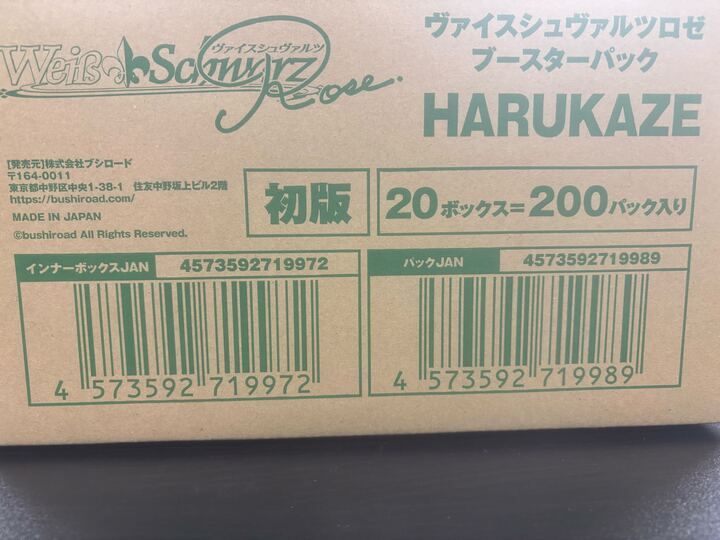 Weiß Schwarz
ヴァイスシュヴァルツ
Rose.
ヴァイスシュヴァルツロゼ
ブースターパック
HARUKAZE
[発売元]株式会社ブシロード
〒164-0011
東京都中野区中央1-38-1 住友中野坂上ビル2階
https://bushiroad.com/
MADE IN JAPAN
©bushiroad All Rights Reserved.
初版
20ボックス=200パック入り
インナーボックスJAN 4573592719972
4 573592 719972
パックJAN 4573592719989
4 573592 719989